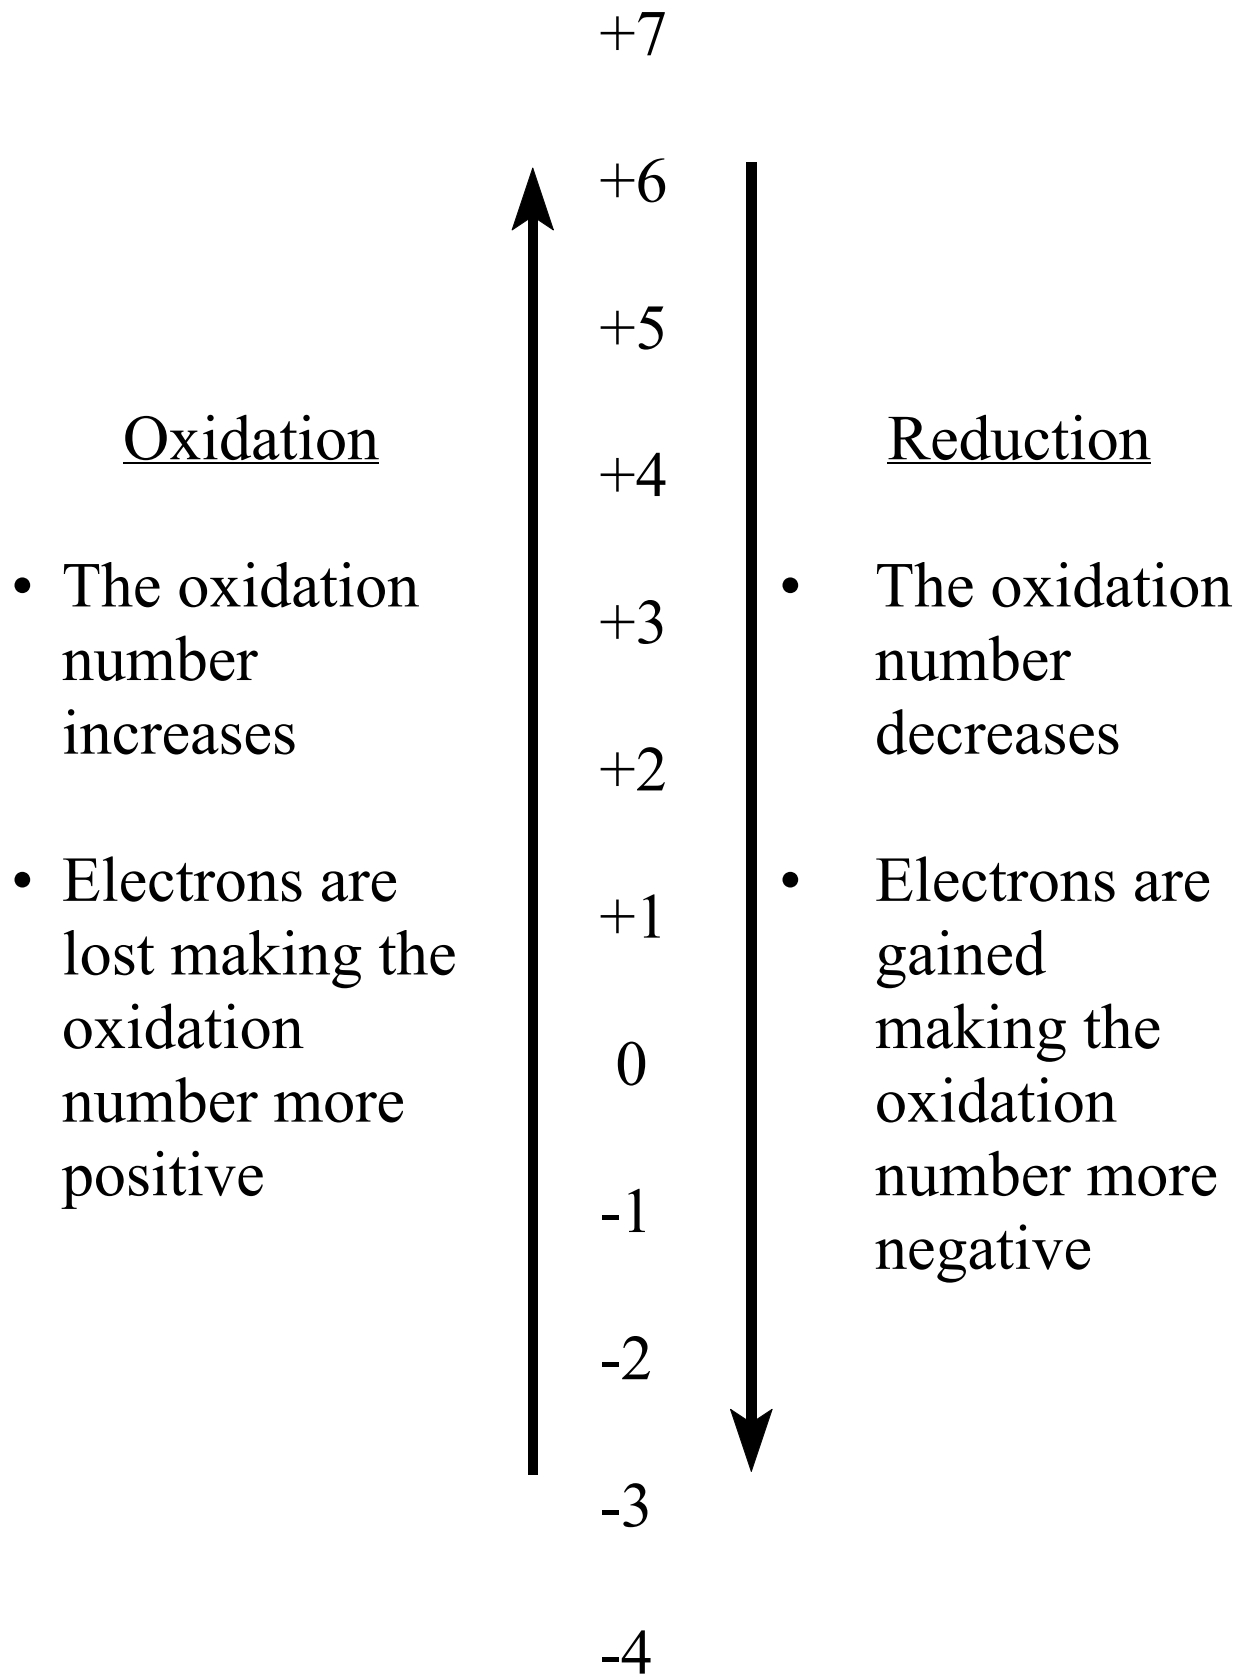 +7
+6
+5
Oxidation
+4
Reduction
• The oxidation
number
increases
+3
• The oxidation
number
decreases
+2
• Electrons are
lost making the
oxidation
number more
positive
+1
• Electrons are
gained
making the
oxidation
number more
negative
0
-1
-2
-3
-4